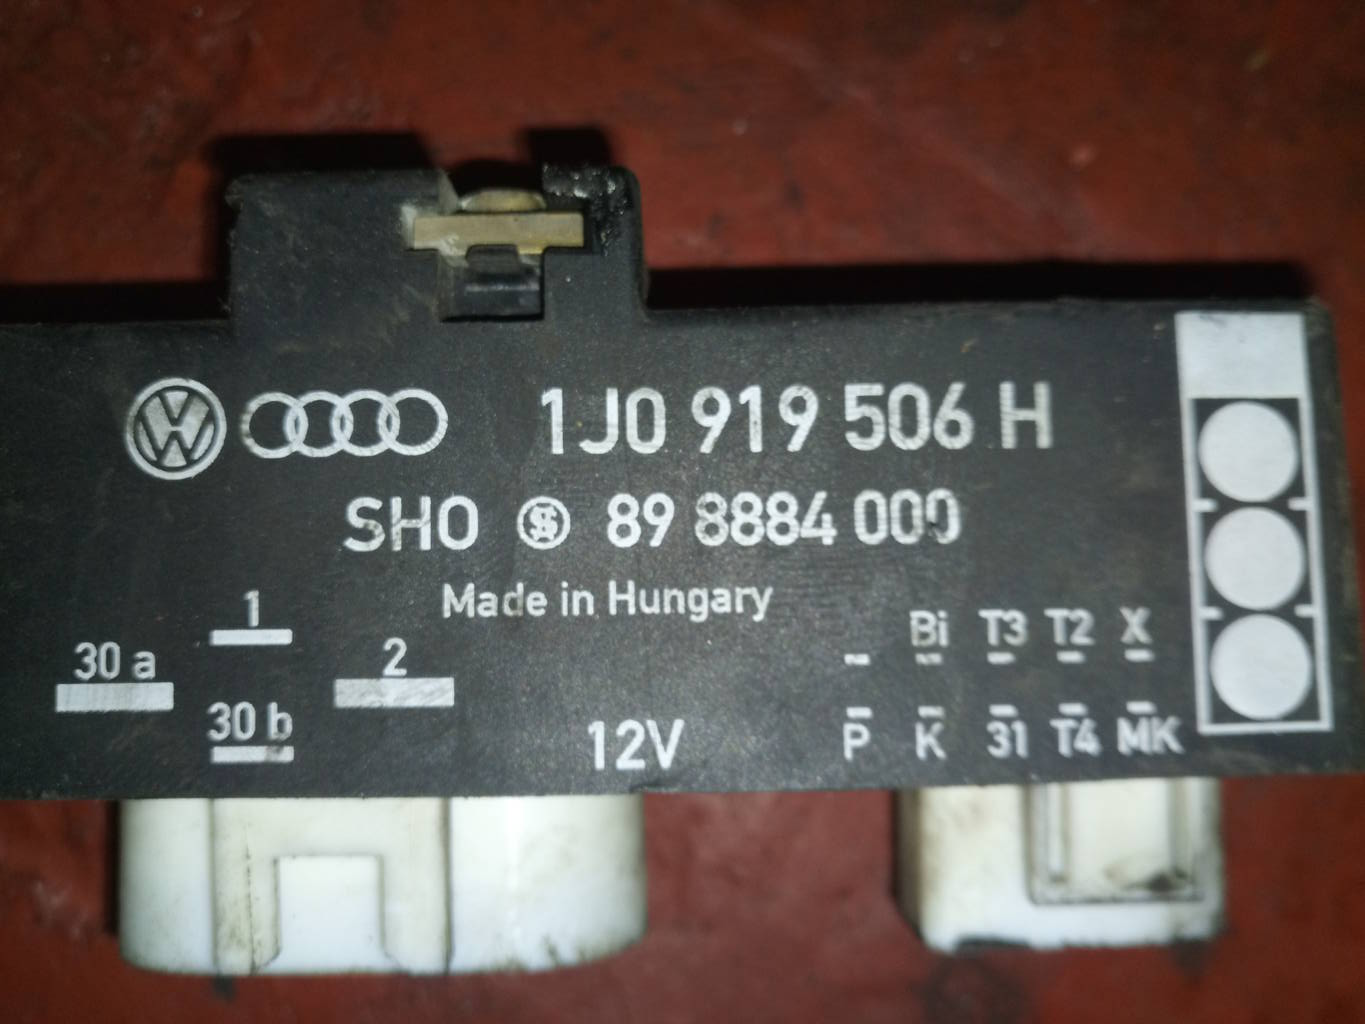 1J0 919 506 H
SHO 89 8884 000
Made in Hungary
1
30 a
2
30 b
12V
Bi T3 T2 X
P K 31 T4 MK